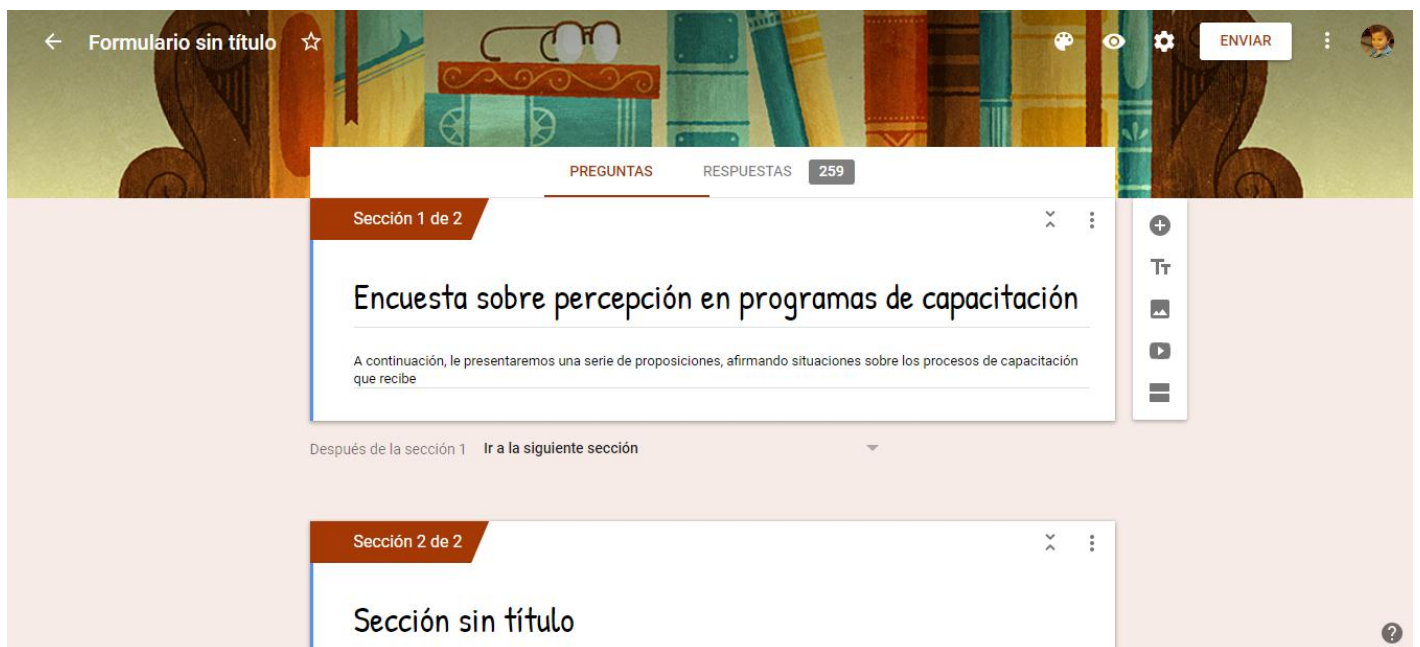 Formulario sin título
ENVIAR
PREGUNTAS
RESPUESTAS 259
Sección 1 de 2
Encuesta sobre percepción en programas de capacitación
A continuación, le presentaremos una serie de proposiciones, afirmando situaciones sobre los procesos de capacitación
que recibe
Después de la sección 1 Ir a la siguiente sección
Sección 2 de 2
Sección sin título